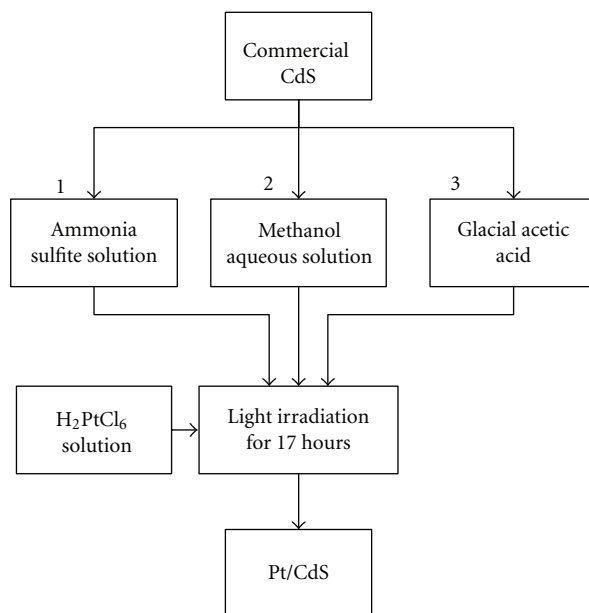 Commercial
CdS
1
2
3
Ammonia
sulfite solution
Methanol
aqueous solution
Glacial acetic
acid
H₂PtCl₆
solution
Light irradiation
for 17 hours
Pt/CdS